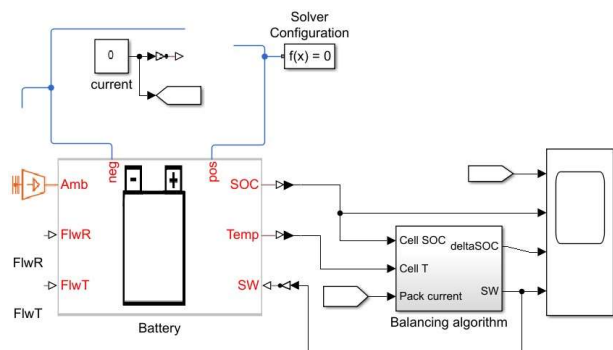 Solver
Configuration
0
f(x) = 0
current
neg
pos
-
+
Amb
SOC
FlwR
Temp
Cell SOC
deltaSOC
FlwR
Cell T
FlwT
SW
Pack current
SW
FlwT
Battery
Balancing algorithm